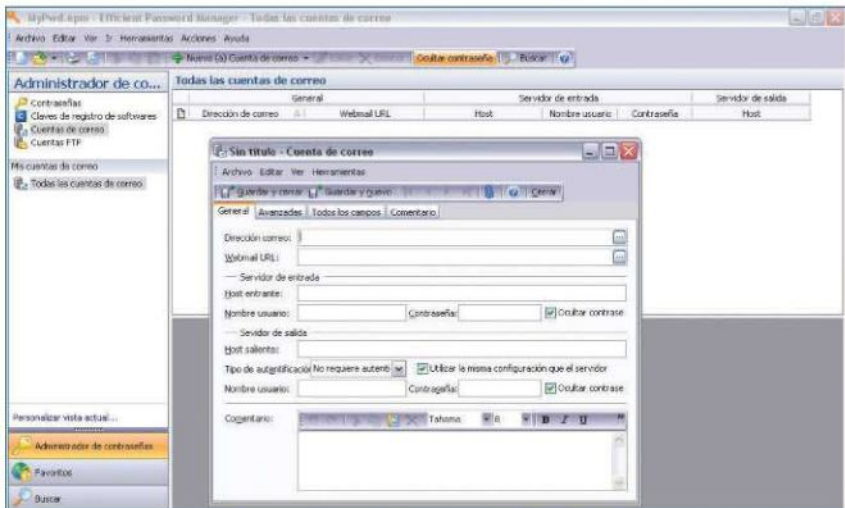 MyPwd.epm - Efficient Password Manager - Todas las cuentas de correo
Archivo Editar Ver Ir Herramientas Acciones Ayuda
Nuevo (a) Cuenta de correo Ocultar contraseña Buscar
Administrador de co...
Contraseñas
Claves de registro de softwares
Cuentas de correo
Cuentas FTP
Mis cuentas de correo
Todas las cuentas de correo
Personalizar vista actual...
Administrador de contraseñas
Favoritos
Buscar
Todas las cuentas de correo
General Servidor de entrada Servidor de salida
Dirección de correo Webmail URL Host Nombre usuario Contraseña Host
Sin título - Cuenta de correo
Archivo Editar Ver Herramientas
Guardar y cerrar Guardar y nuevo Cerrar
General Avanzadas Todos los campos Comentario
Dirección correo:
Webmail URL:
Servidor de entrada
Host entrante:
Nombre usuario: Contraseña: Ocultar contrase
Sevidor de salida
Host saliente:
Tipo de autentificación No requiere autenti Utilizar la misma configuración que el servidor
Nombre usuario: Contraseña: Ocultar contrase
Comentario: Tahoma 8 B I U